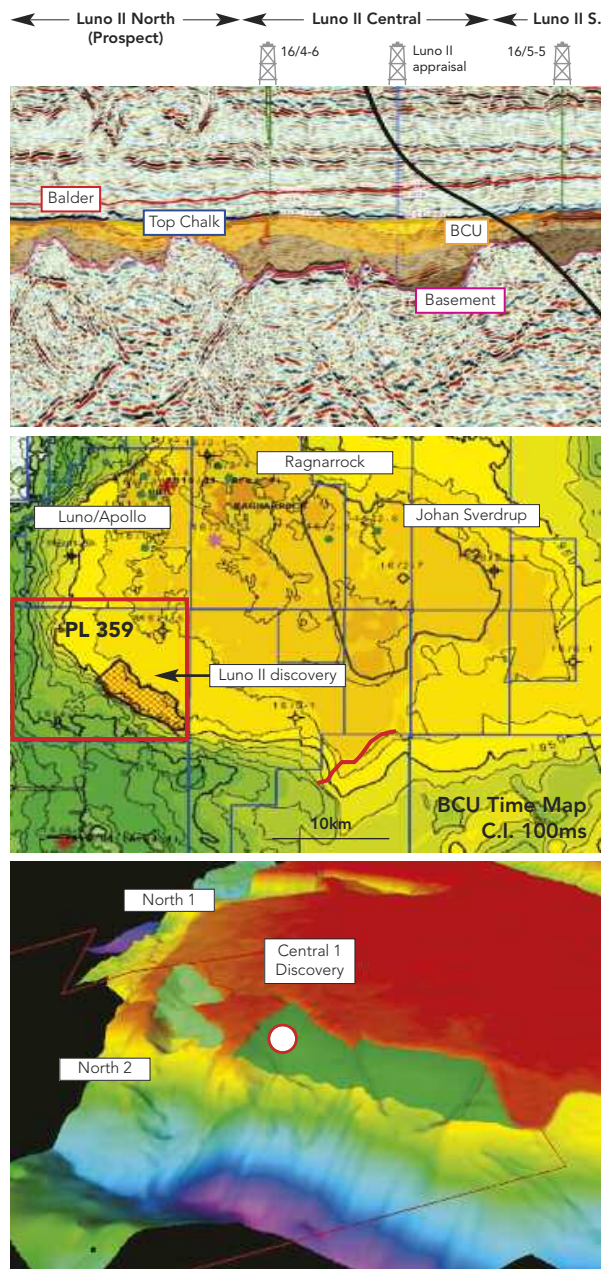 Luno II North
(Prospect)
Luno II Central
Luno II S.
16/4-6
Luno II
appraisal
16/5-5
Balder
Top Chalk
BCU
Basement
Ragnarrock
Luno/Apollo
RAGNARROCK
Johan Sverdrup
PL 359
Luno II discovery
1950
10km
BCU Time Map
C.I. 100ms
North 1
Central 1
Discovery
North 2